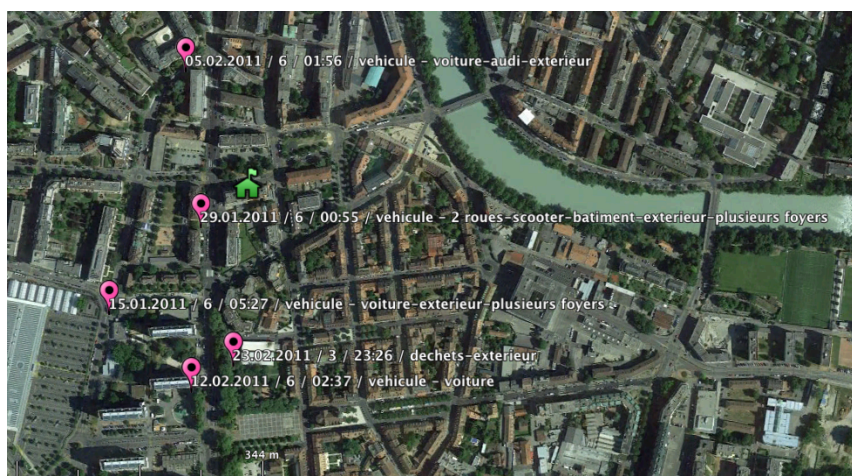 05.02.2011 / 6 / 01:56 / vehicule - voiture-audi-exterieur
29.01.2011 / 6 / 00:55 / vehicule - 2 roues-scooter-batiment-exterieur-plusieurs foyers
15.01.2011 / 6 / 05:27 / vehicule - voiture-exterieur-plusieurs foyers
23.02.2011 / 3 / 23:26 / dechets-exterieur
12.02.2011 / 6 / 02:37 / vehicule - voiture
344 m